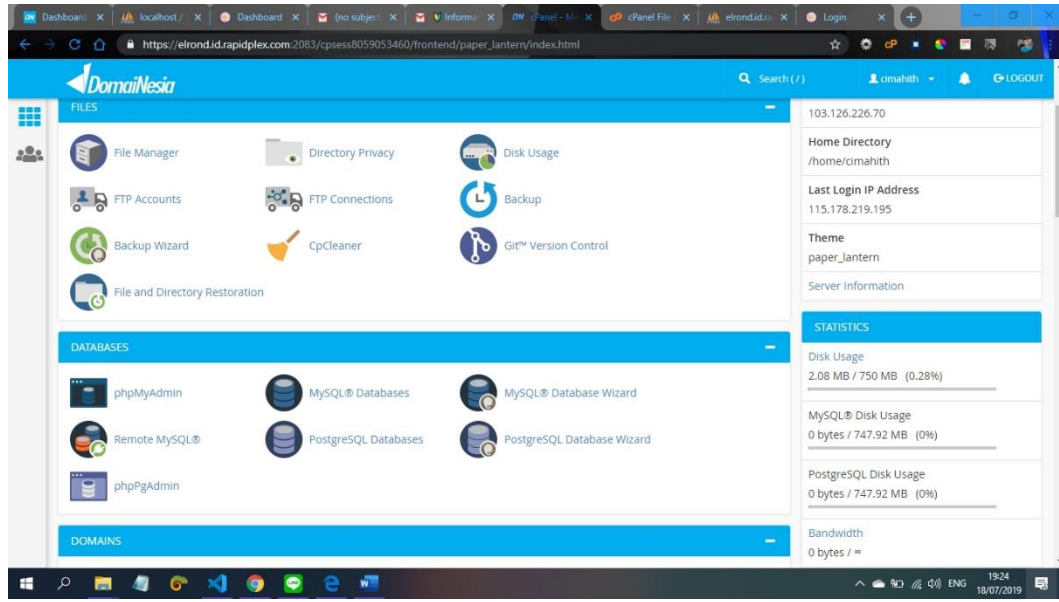 Dashboard
localhost /
Dashboard
(no subject
Informa
cPanel - M
cPanel File
elrond.id.ra
Login
https://elrond.id.rapidplex.com:2083/cpsess8059053460/frontend/paper_lantern/index.html
DomaiNesia
Search ( / )
cimahith
LOGOUT
FILES
File Manager
Directory Privacy
Disk Usage
FTP Accounts
FTP Connections
Backup
Backup Wizard
CpCleaner
Git™ Version Control
File and Directory Restoration
DATABASES
phpMyAdmin
MySQL® Databases
MySQL® Database Wizard
Remote MySQL®
PostgreSQL Databases
PostgreSQL Database Wizard
phpPgAdmin
DOMAINS
103.126.226.70
Home Directory
/home/cimahith
Last Login IP Address
115.178.219.195
Theme
paper_lantern
Server Information
STATISTICS
Disk Usage
2.08 MB / 750 MB (0.28%)
MySQL® Disk Usage
0 bytes / 747.92 MB (0%)
PostgreSQL Disk Usage
0 bytes / 747.92 MB (0%)
Bandwidth
0 bytes / ∞
ENG
19:24
18/07/2019